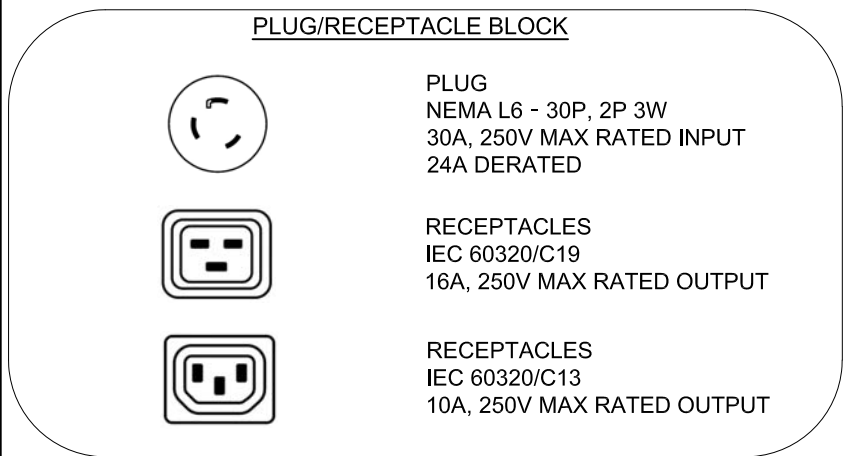 PLUG/RECEPTACLE BLOCK
PLUG
NEMA L6 - 30P, 2P 3W
30A, 250V MAX RATED INPUT
24A DERATED
RECEPTACLES
IEC 60320/C19
16A, 250V MAX RATED OUTPUT
RECEPTACLES
IEC 60320/C13
10A, 250V MAX RATED OUTPUT